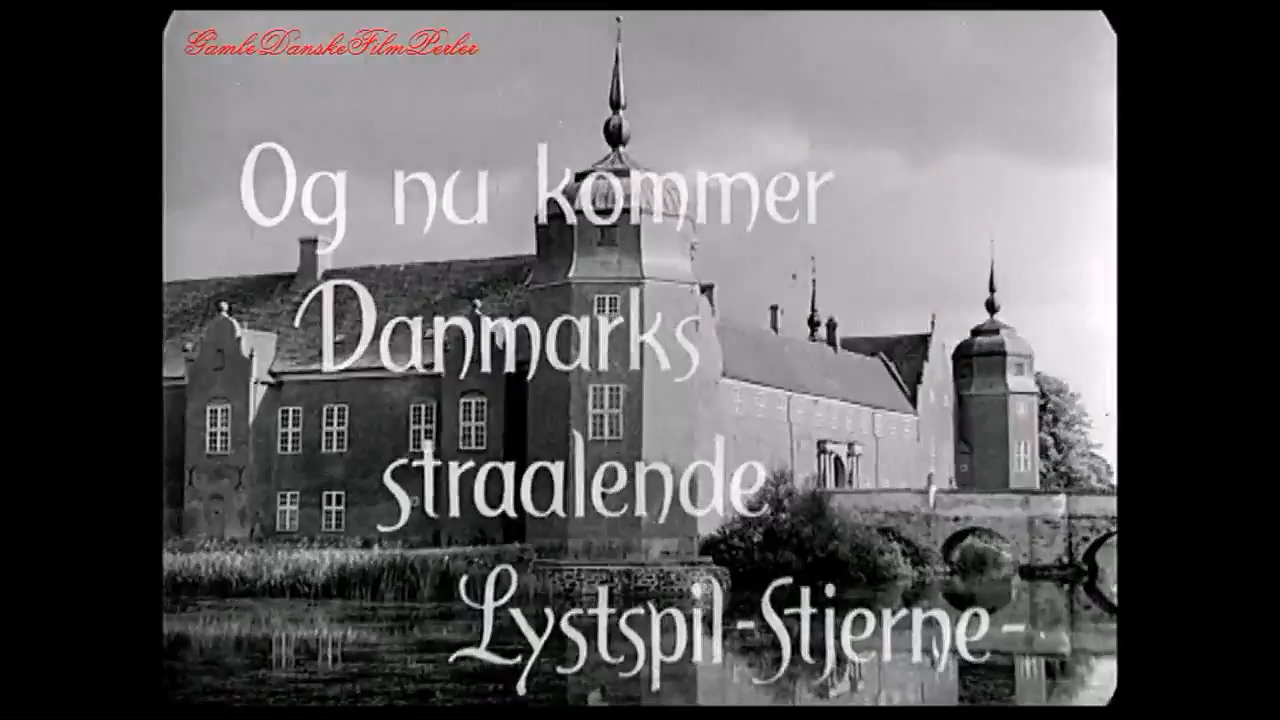 GamleDanskeFilmPerler
Og nu kommer
Danmarks
straalende
Lystspil-Stjerne-